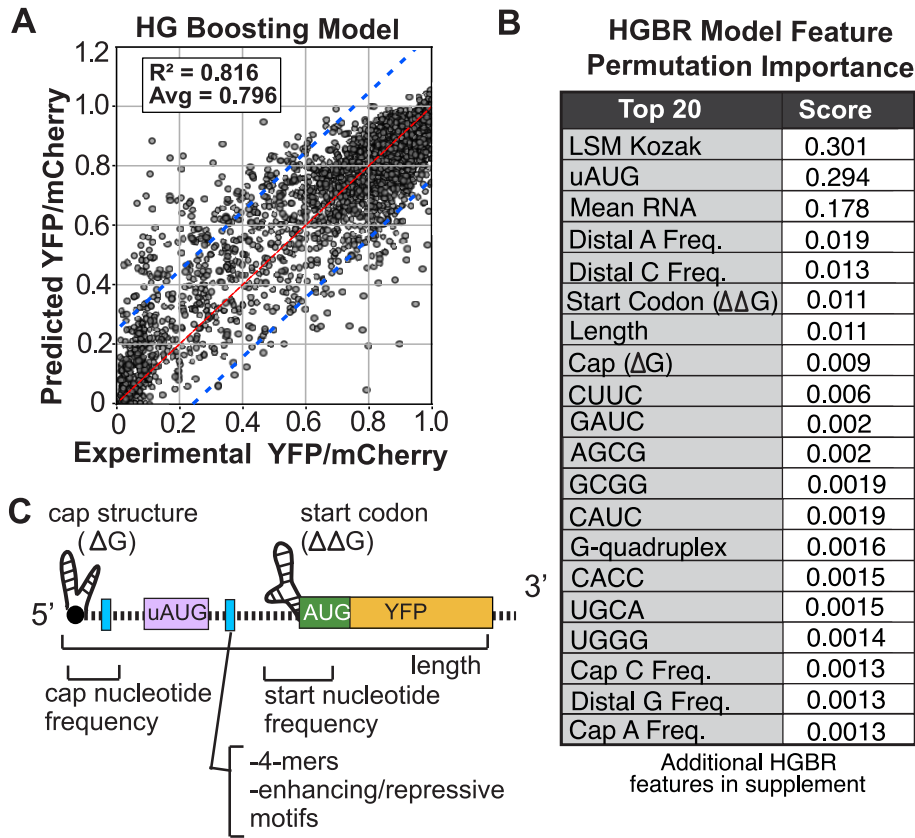 A
HG Boosting Model
R² = 0.816
Avg = 0.796
Predicted YFP/mCherry
1.2
1.0
0.8
0.6
0.4
0.2
0
0 0.2 0.4 0.6 0.8 1.0
Experimental YFP/mCherry
B
HGBR Model Feature
Permutation Importance
Top 20 Score
LSM Kozak 0.301
uAUG 0.294
Mean RNA 0.178
Distal A Freq. 0.019
Distal C Freq. 0.013
Start Codon (ΔΔG) 0.011
Length 0.011
Cap (ΔG) 0.009
CUUC 0.006
GAUC 0.002
AGCG 0.002
GCGG 0.0019
CAUC 0.0019
G-quadruplex 0.0016
CACC 0.0015
UGCA 0.0015
UGGG 0.0014
Cap C Freq. 0.0013
Distal G Freq. 0.0013
Cap A Freq. 0.0013
Additional HGBR
features in supplement
C
cap structure
(ΔG)
start codon
(ΔΔG)
5' uAUG AUG YFP 3'
length
cap nucleotide
frequency
start nucleotide
frequency
-4-mers
-enhancing/repressive
motifs